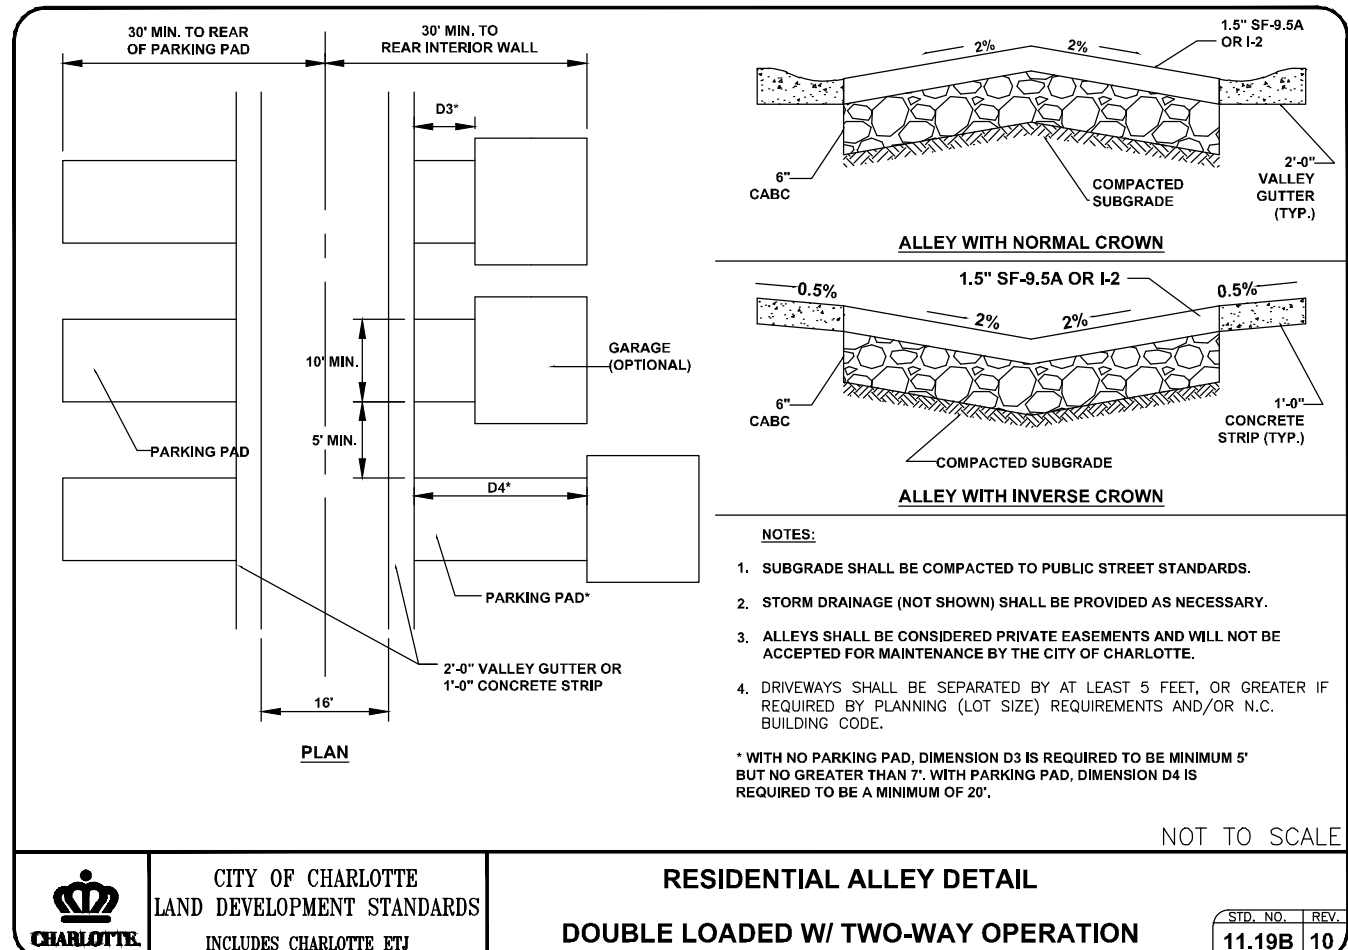 30' MIN. TO REAR
OF PARKING PAD
30' MIN. TO
REAR INTERIOR WALL
D3*
10' MIN.
5' MIN.
GARAGE
(OPTIONAL)
PARKING PAD
D4*
PARKING PAD*
2'-0" VALLEY GUTTER OR
1'-0" CONCRETE STRIP
16'
PLAN
2%
2%
1.5" SF-9.5A
OR I-2
6"
CABC
COMPACTED
SUBGRADE
2'-0"
VALLEY
GUTTER
(TYP.)
ALLEY WITH NORMAL CROWN
0.5%
1.5" SF-9.5A OR I-2
0.5%
2%
2%
6"
CABC
1'-0"
CONCRETE
STRIP (TYP.)
COMPACTED SUBGRADE
ALLEY WITH INVERSE CROWN
NOTES:
1. SUBGRADE SHALL BE COMPACTED TO PUBLIC STREET STANDARDS.
2. STORM DRAINAGE (NOT SHOWN) SHALL BE PROVIDED AS NECESSARY.
3. ALLEYS SHALL BE CONSIDERED PRIVATE EASEMENTS AND WILL NOT BE
ACCEPTED FOR MAINTENANCE BY THE CITY OF CHARLOTTE.
4. DRIVEWAYS SHALL BE SEPARATED BY AT LEAST 5 FEET, OR GREATER IF
REQUIRED BY PLANNING (LOT SIZE) REQUIREMENTS AND/OR N.C.
BUILDING CODE.
* WITH NO PARKING PAD, DIMENSION D3 IS REQUIRED TO BE MINIMUM 5'
BUT NO GREATER THAN 7'. WITH PARKING PAD, DIMENSION D4 IS
REQUIRED TO BE A MINIMUM OF 20'.
NOT TO SCALE
CHARLOTTE.
CITY OF CHARLOTTE
LAND DEVELOPMENT STANDARDS
INCLUDES CHARLOTTE ETJ
RESIDENTIAL ALLEY DETAIL
DOUBLE LOADED W/ TWO-WAY OPERATION
STD. NO. REV.
11.19B 10